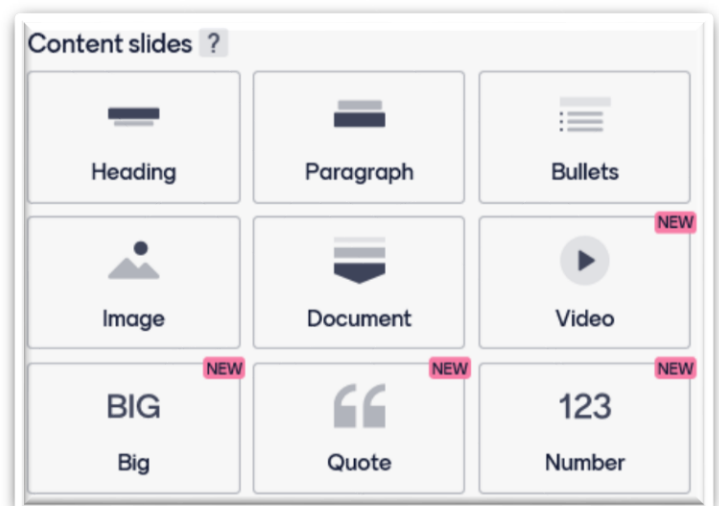 Content slides ?
Heading Paragraph Bullets
NEW
Image Document Video
NEW NEW NEW
BIG 123
Big Quote Number